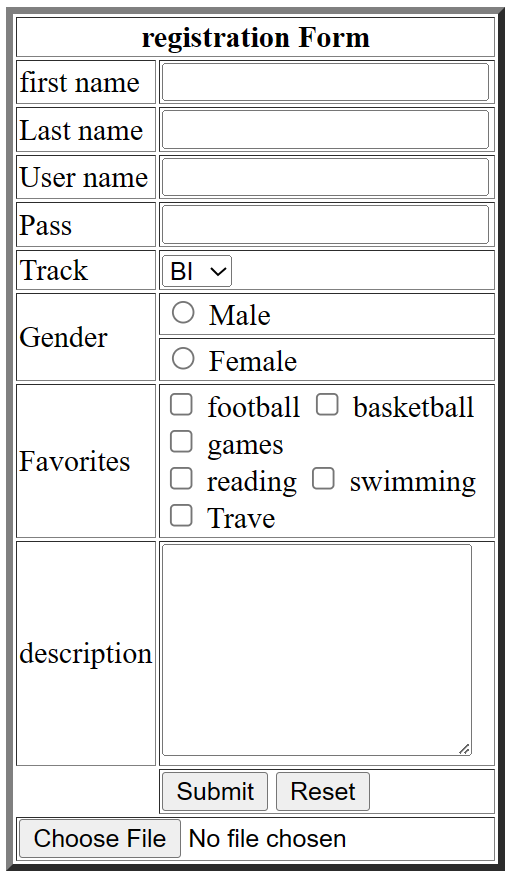 registration Form
first name
Last name
User name
Pass
Track BI
Gender
Male
Female
Favorites
football basketball
games
reading swimming
Trave
description
Submit Reset
Choose File No file chosen